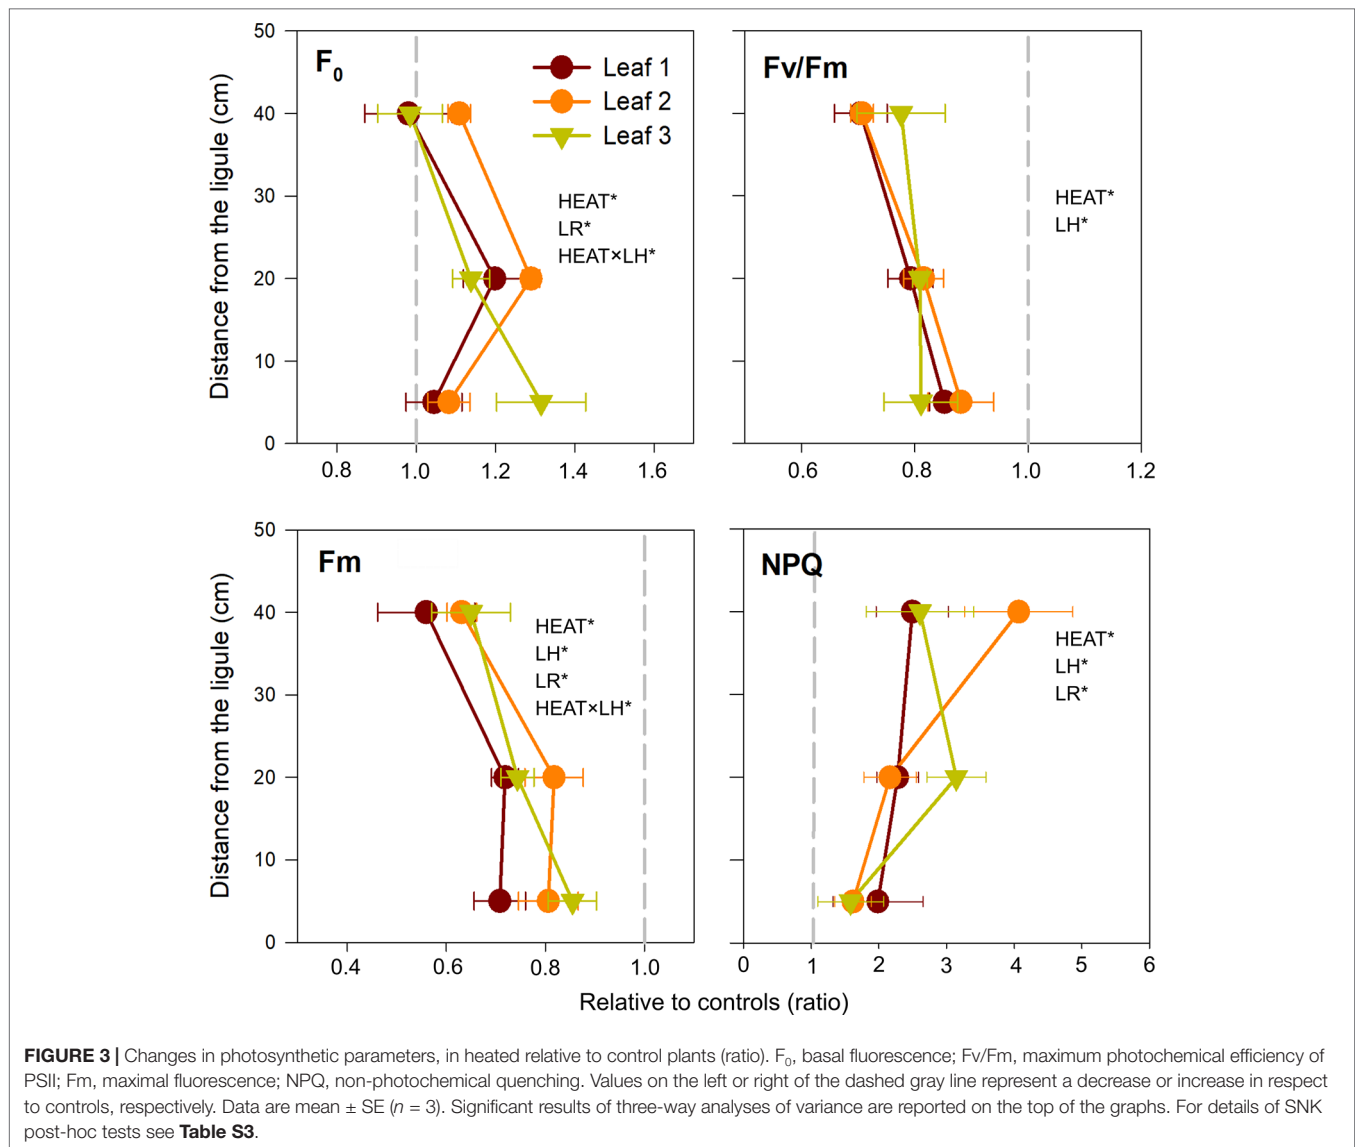 50
40
30
20
10
0
Distance from the ligule (cm)
F₀
Leaf 1
Leaf 2
Leaf 3
HEAT*
LR*
HEAT×LH*
0.8 1.0 1.2 1.4 1.6
Fv/Fm
HEAT*
LH*
0.6 0.8 1.0 1.2
50
40
30
20
10
0
Distance from the ligule (cm)
Fm
HEAT*
LH*
LR*
HEAT×LH*
0.4 0.6 0.8 1.0
NPQ
HEAT*
LH*
LR*
0 1 2 3 4 5 6
Relative to controls (ratio)
FIGURE 3 | Changes in photosynthetic parameters, in heated relative to control plants (ratio). F₀, basal fluorescence; Fv/Fm, maximum photochemical efficiency of
PSII; Fm, maximal fluorescence; NPQ, non-photochemical quenching. Values on the left or right of the dashed gray line represent a decrease or increase in respect
to controls, respectively. Data are mean ± SE (n = 3). Significant results of three-way analyses of variance are reported on the top of the graphs. For details of SNK
post-hoc tests see Table S3.